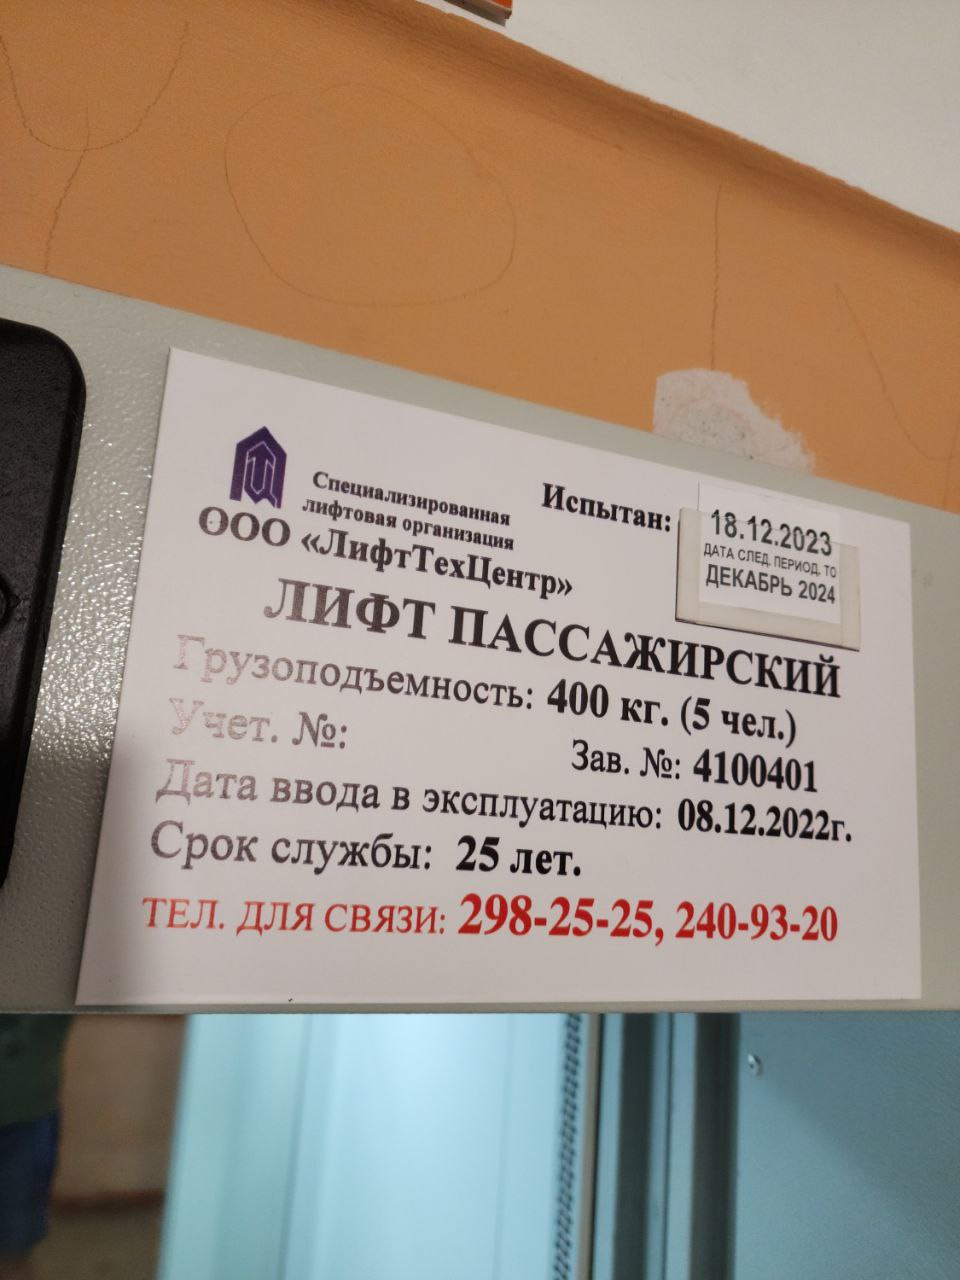 Специализированная
лифтовая организация
ООО «ЛифтТехЦентр»
Испытан:
18.12.2023
ДАТА СЛЕД. ПЕРИОД. ТО
ДЕКАБРЬ 2024
ЛИФТ ПАССАЖИРСКИЙ
Грузоподъемность: 400 кг. (5 чел.)
Учет. №: Зав. №: 4100401
Дата ввода в эксплуатацию: 08.12.2022г.
Срок службы: 25 лет.
ТЕЛ. ДЛЯ СВЯЗИ: 298-25-25, 240-93-20